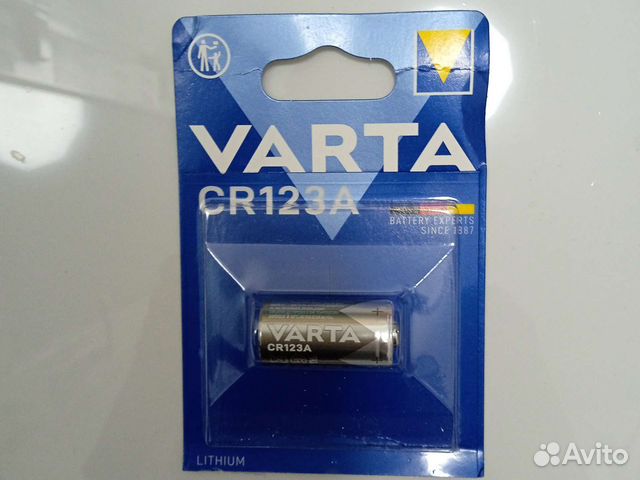 VARTA
CR123A
BATTERY EXPERTS
SINCE 1887
VARTA
CR123A
LITHIUM
Avito